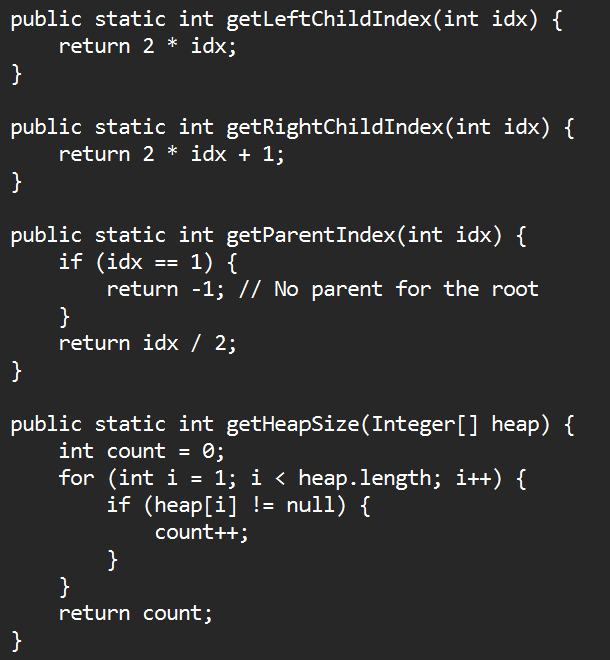 public static int getLeftChildIndex(int idx) {
    return 2 * idx;
}

public static int getRightChildIndex(int idx) {
    return 2 * idx + 1;
}

public static int getParentIndex(int idx) {
    if (idx == 1) {
        return -1; // No parent for the root
    }
    return idx / 2;
}

public static int getHeapSize(Integer[] heap) {
    int count = 0;
    for (int i = 1; i < heap.length; i++) {
        if (heap[i] != null) {
            count++;
        }
    }
    return count;
}